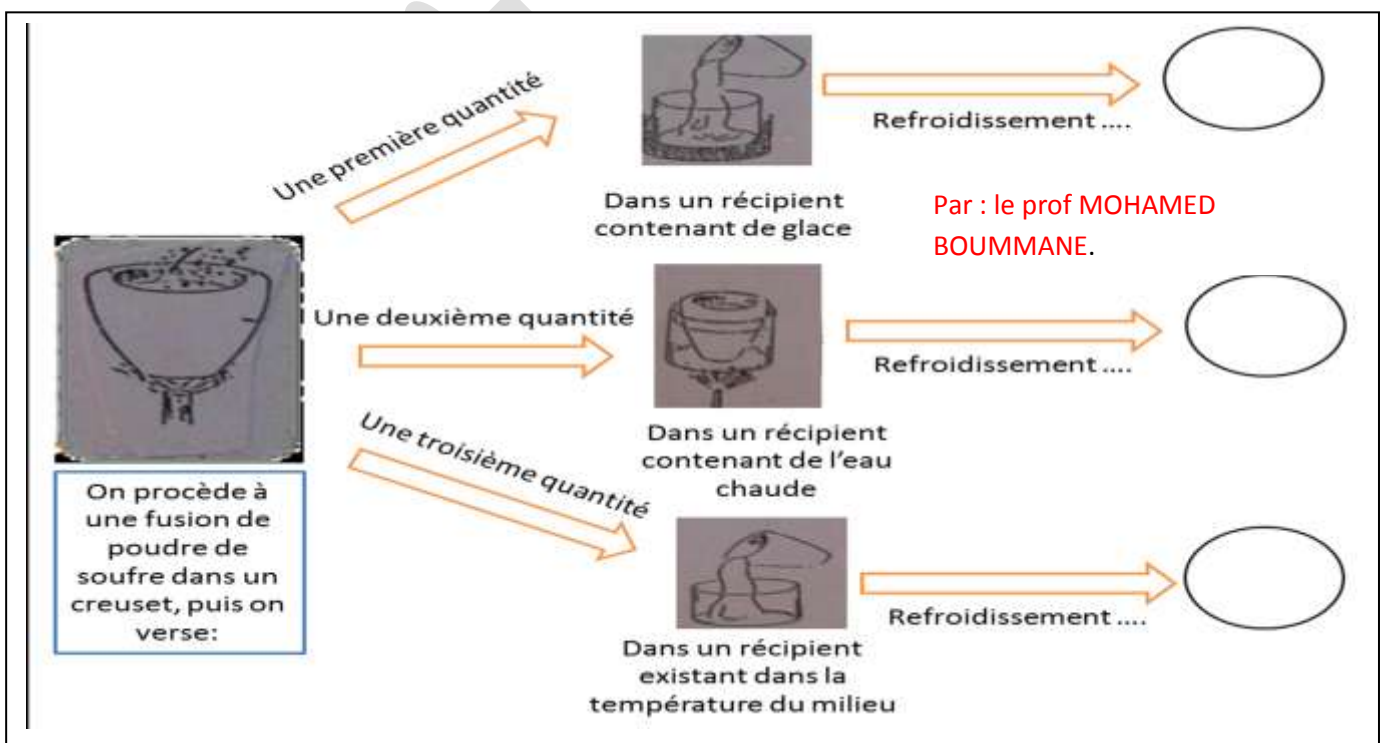 Une première quantité
Refroidissement ....
Dans un récipient
contenant de glace
Par : le prof MOHAMED
BOUMMANE.
Une deuxième quantité
Refroidissement ....
Dans un récipient
contenant de l'eau
chaude
Une troisième quantité
Refroidissement ....
Dans un récipient
existant dans la
température du milieu
On procède à
une fusion de
poudre de
soufre dans un
creuset, puis on
verse: